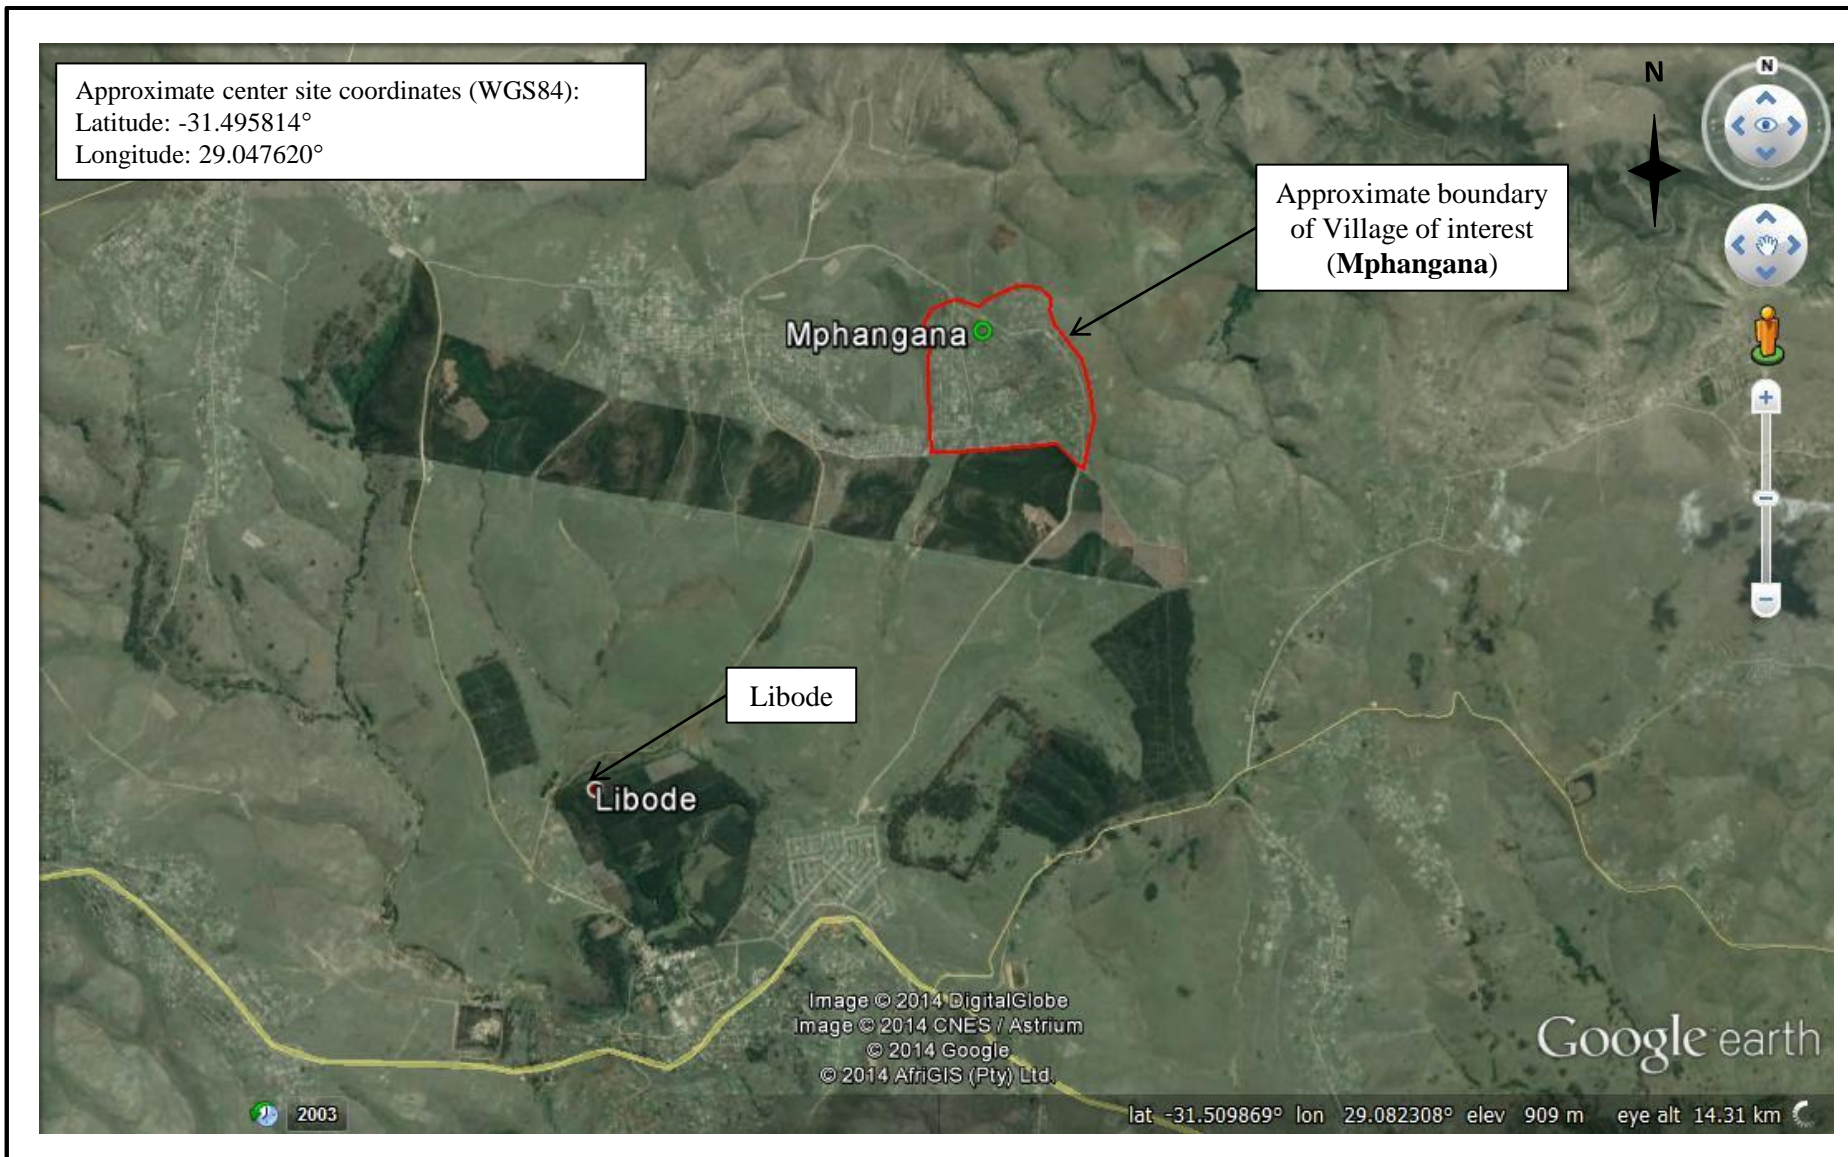 Approximate center site coordinates (WGS84):
Latitude: -31.495814°
Longitude: 29.047620°
N
N
Approximate boundary
of Village of interest
(Mphangana)
Mphangana
Libode
Libode
Image © 2014 DigitalGlobe
Image © 2014 CNES / Astrium
© 2014 Google
© 2014 AfriGIS (Pty) Ltd.
Google earth
2003
lat -31.509869° lon 29.082308° elev 909 m eye alt 14.31 km